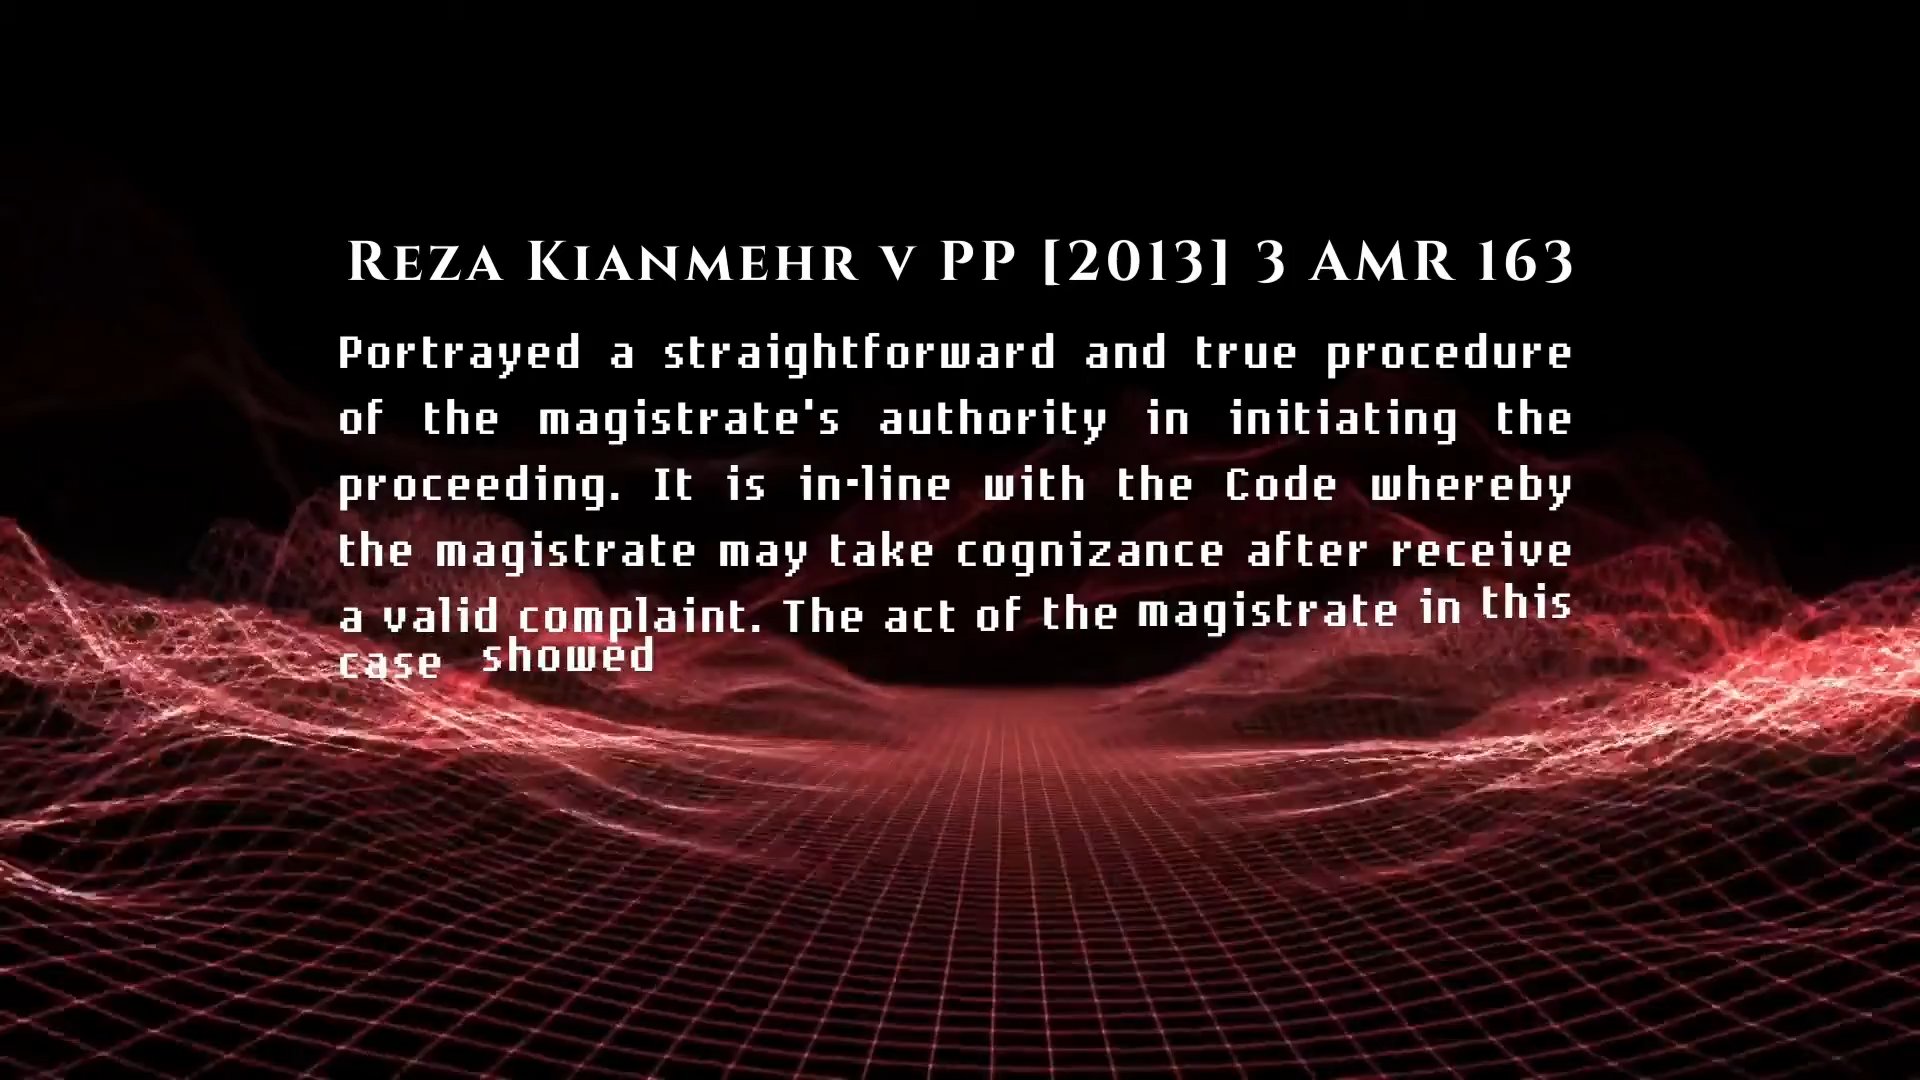 Reza Kianmehr v PP [2013] 3 AMR 163
Portrayed a straightforward and true procedure
of the magistrate's authority in initiating the
proceeding. It is in-line with the Code whereby
the magistrate may take cognizance after receive
a valid complaint. The act of the magistrate in this
case showed